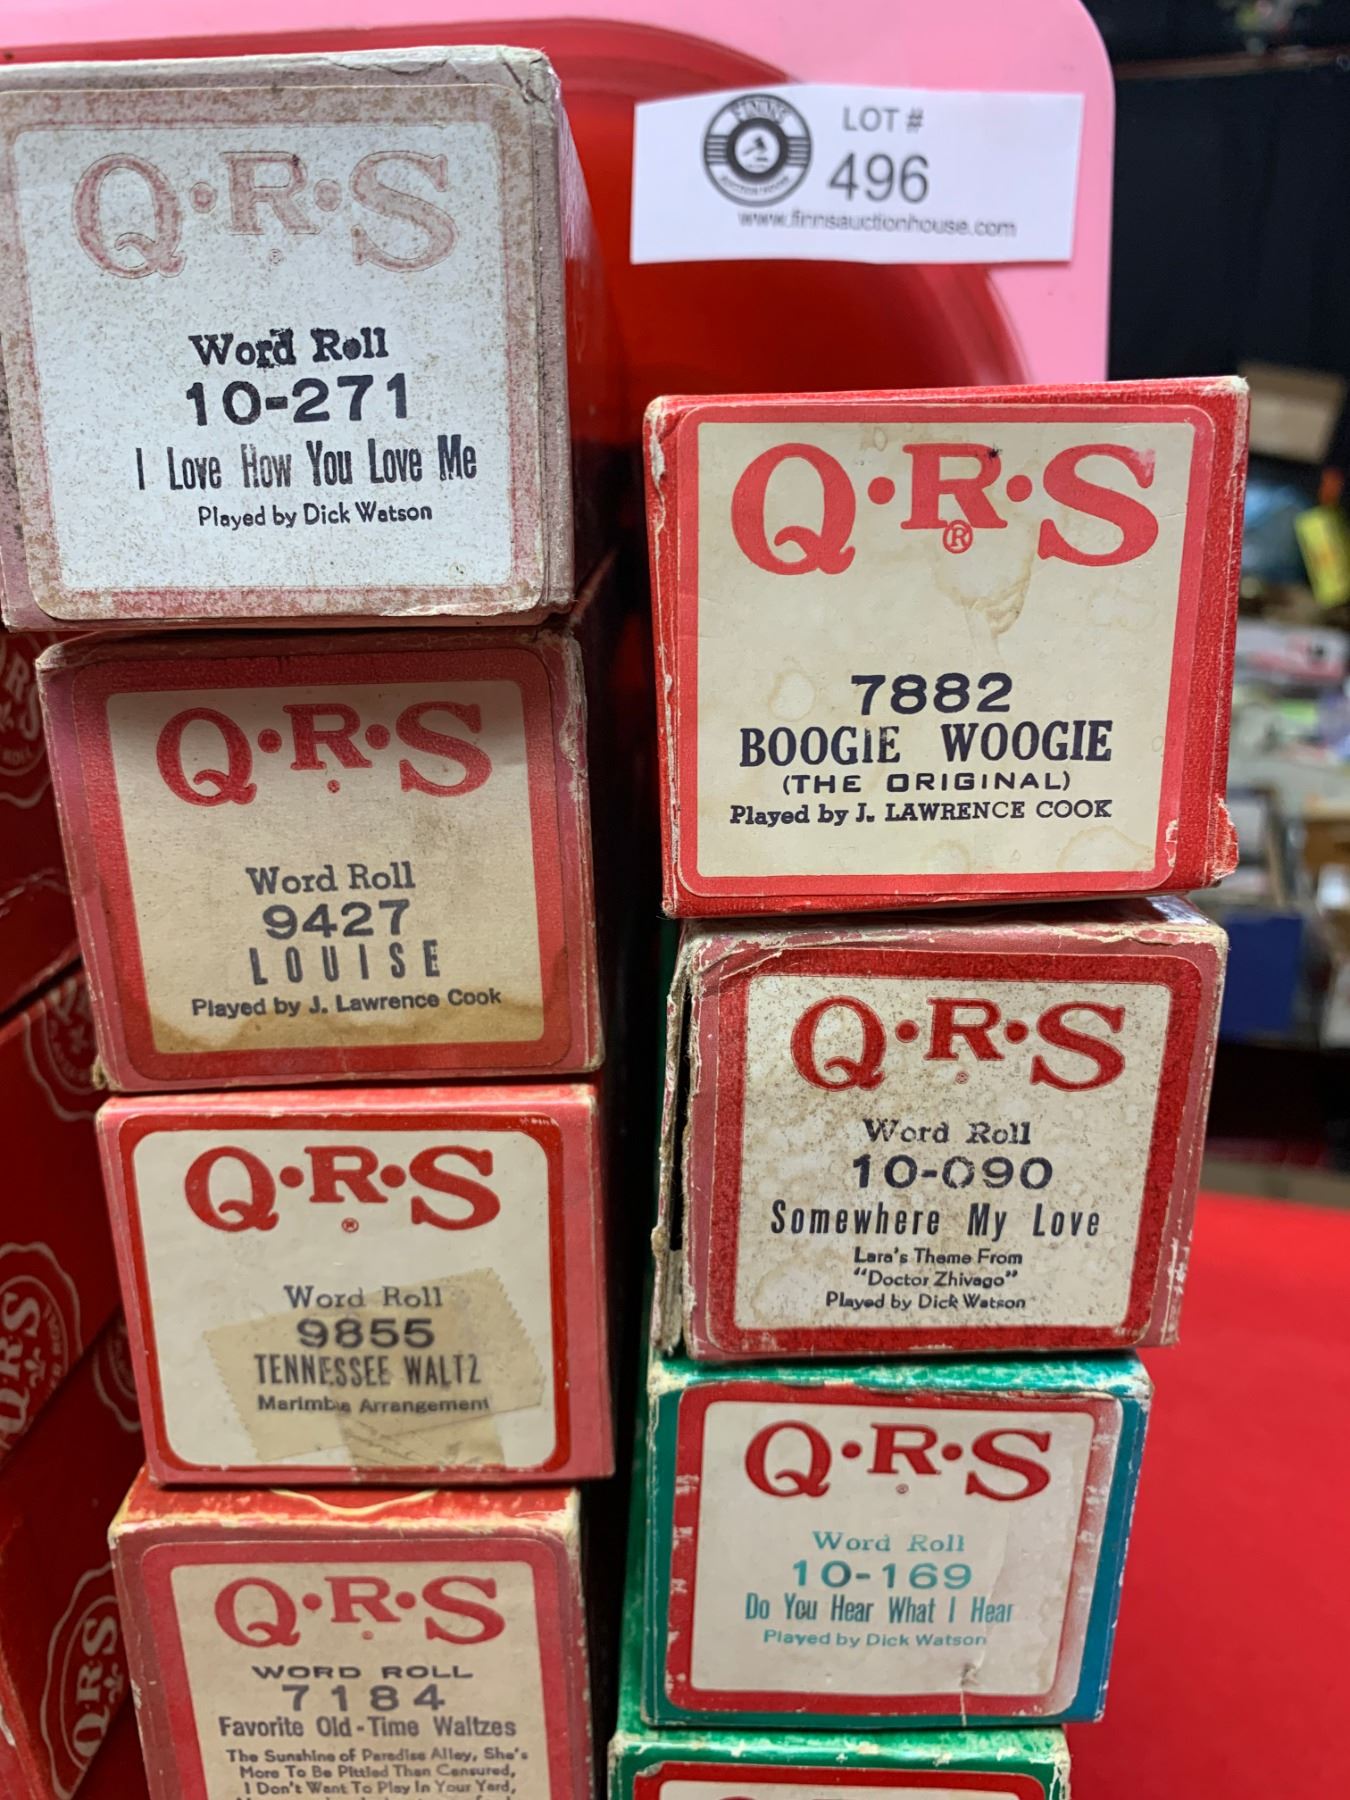 FINNS
AUCTION HOUSE
LOT #
496
www.finnsauctionhouse.com
Q·R·S
Word Roll
10-271
I Love How You Love Me
Played by Dick Watson
Q·R·S
Word Roll
9427
LOUISE
Played by J. Lawrence Cook
Q·R·S
®
Word Roll
9855
TENNESSEE WALTZ
Marimba Arrangement
Q·R·S
WORD ROLL
7184
Favorite Old-Time Waltzes
The Sunshine of Paradise Alley, She's
More To Be Pitied Than Censured,
I Don't Want To Play In Your Yard,
Q·R·S
®
7882
BOOGIE WOOGIE
(THE ORIGINAL)
Played by J. LAWRENCE COOK
Q·R·S
®
Word Roll
10-090
Somewhere My Love
Lara's Theme From
"Doctor Zhivago"
Played by Dick Watson
Q·R·S
Word Roll
10-169
Do You Hear What I Hear
Played by Dick Watson
QRS
QRS